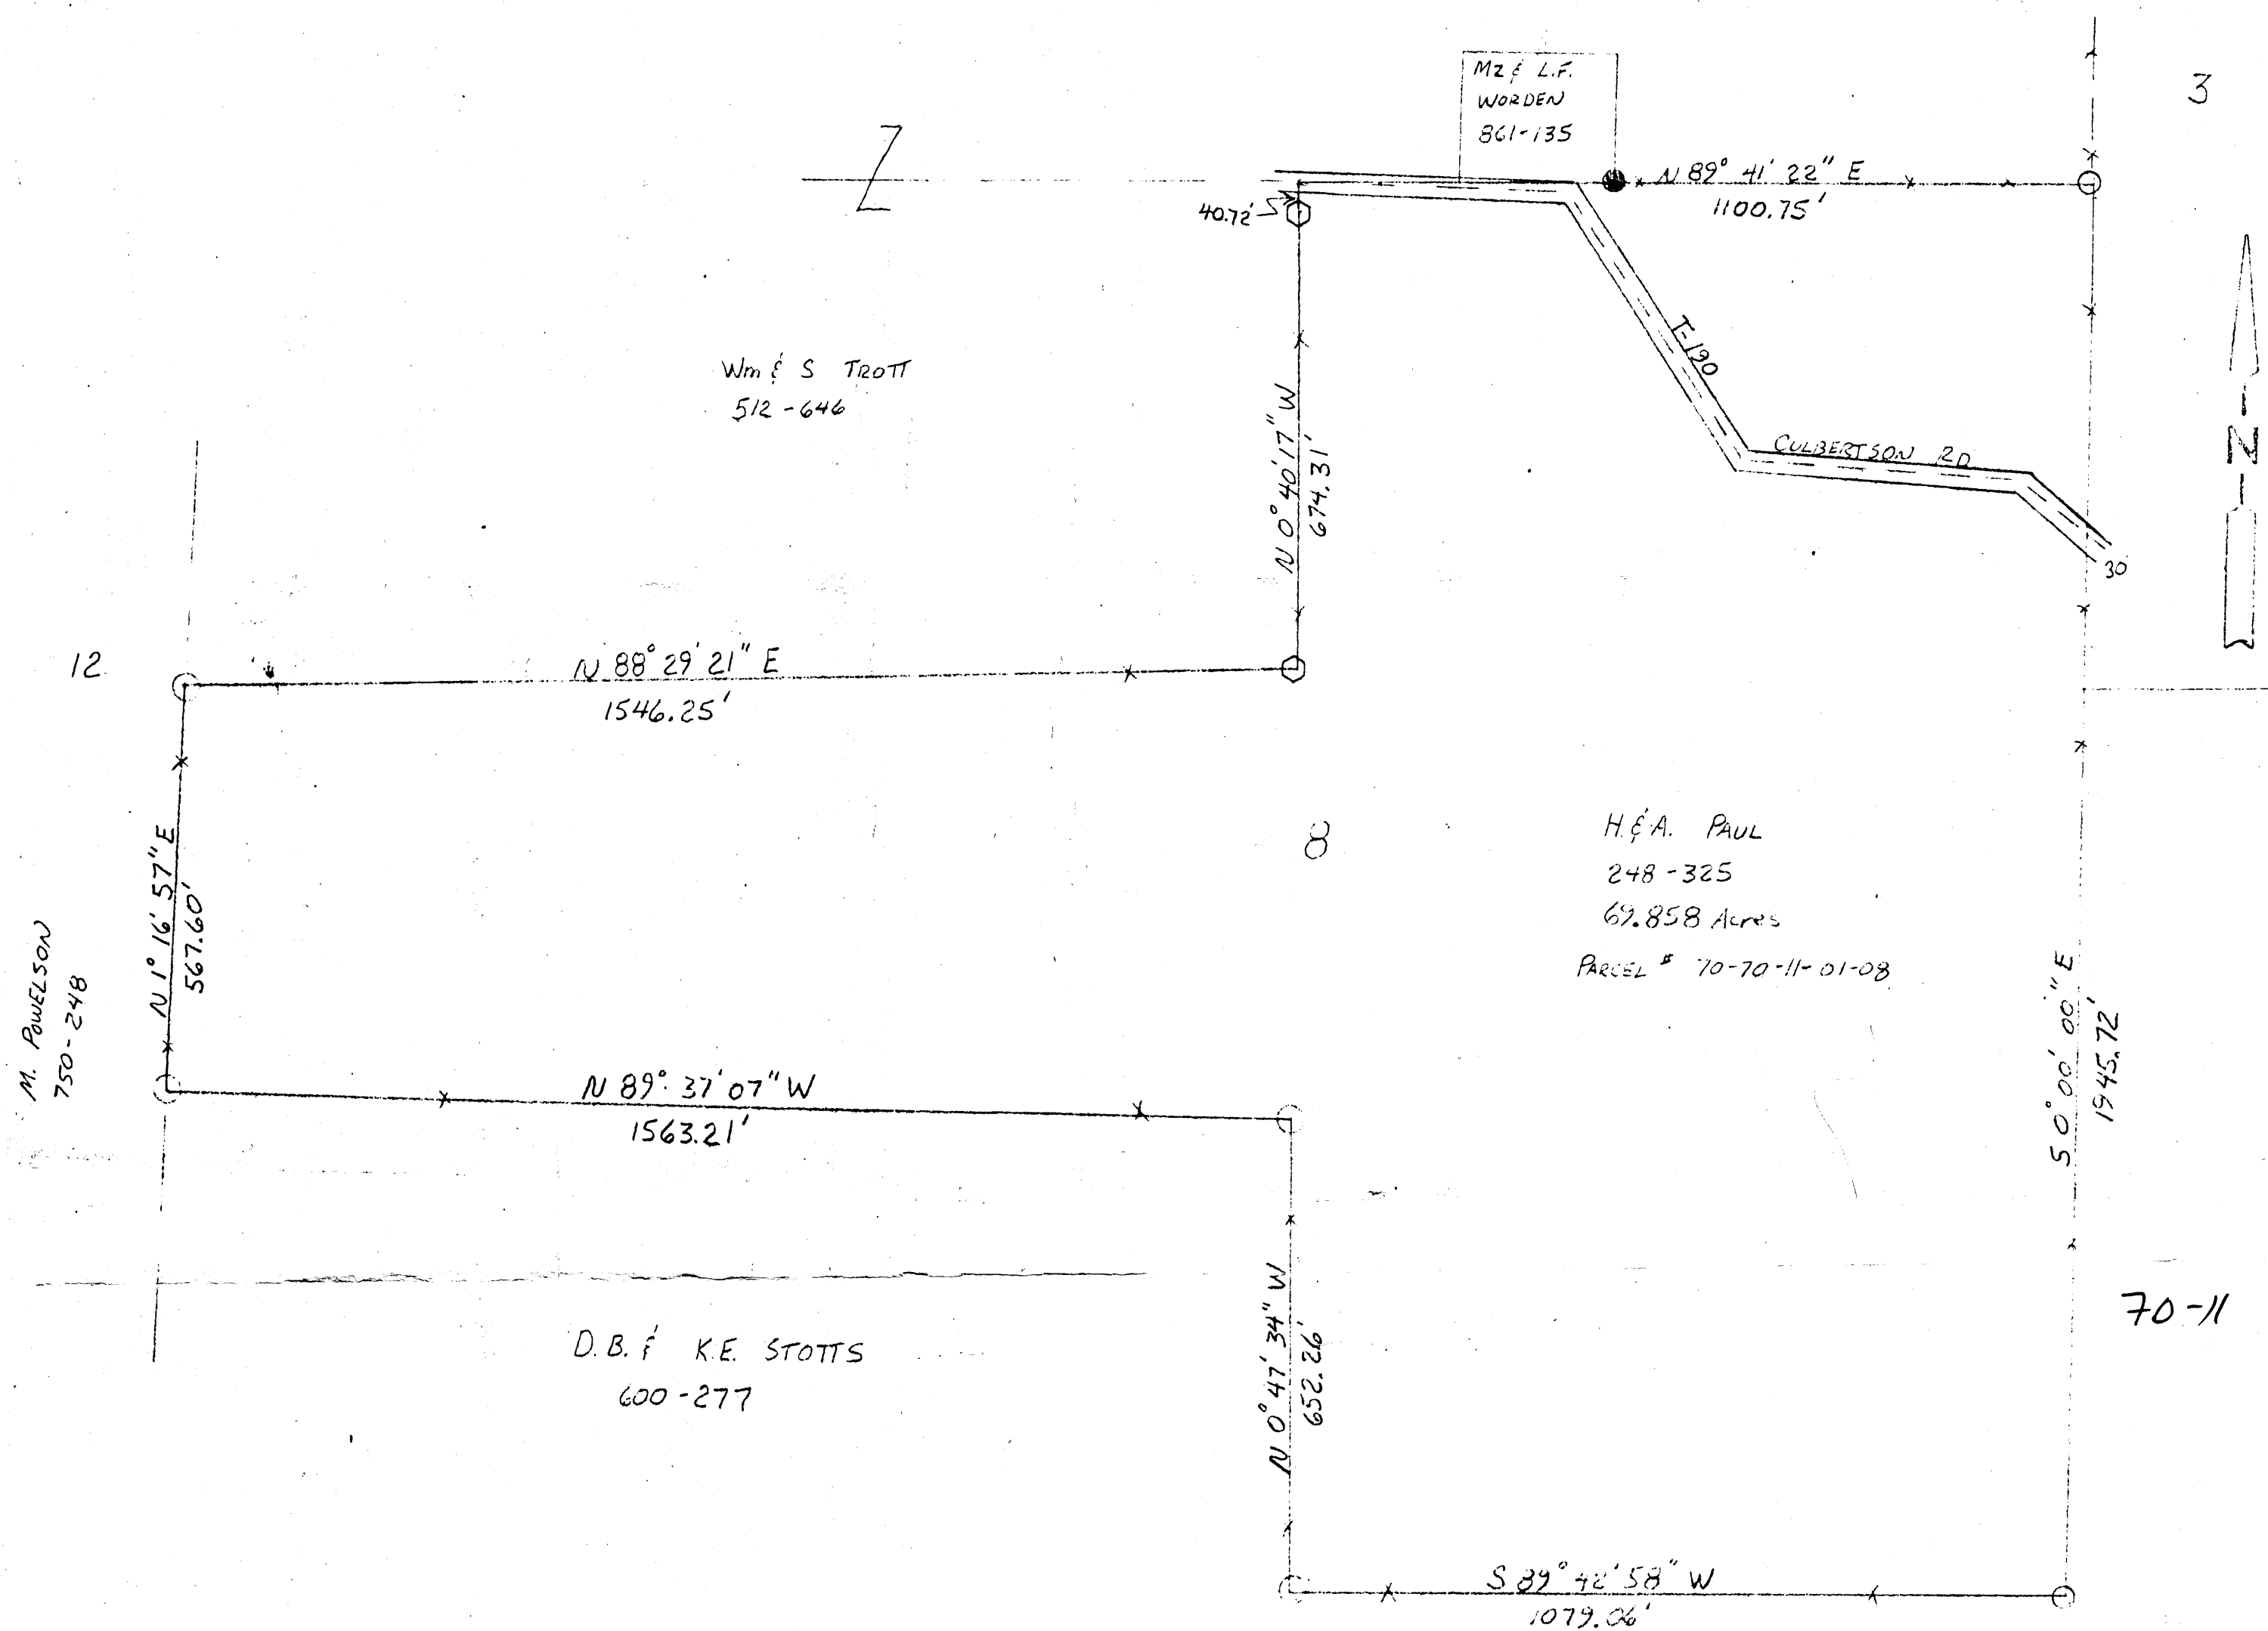 MZ & L.F.
WORDEN
861-135
3
Z
N 89° 41' 22" E
1100.75'
40.72'
T-190
Wm & S TROTT
512-646
N 0° 40' 17" W
674.31'
CULBERTSON RD
30
N
12
N 88° 29' 21" E
1546.25'
N 1° 16' 57" E
567.60'
M. POWELSON
750-248
8
H. & A. PAUL
248-325
69.858 Acres
PARCEL # 70-70-11-01-08
S 0° 00' 00" E
1945.72'
N 89° 37' 07" W
1563.21'
D.B. & K.E. STOTTS
600-277
N 0° 47' 34" W
652.26'
70-11
S 89° 42' 58" W
1079.06'